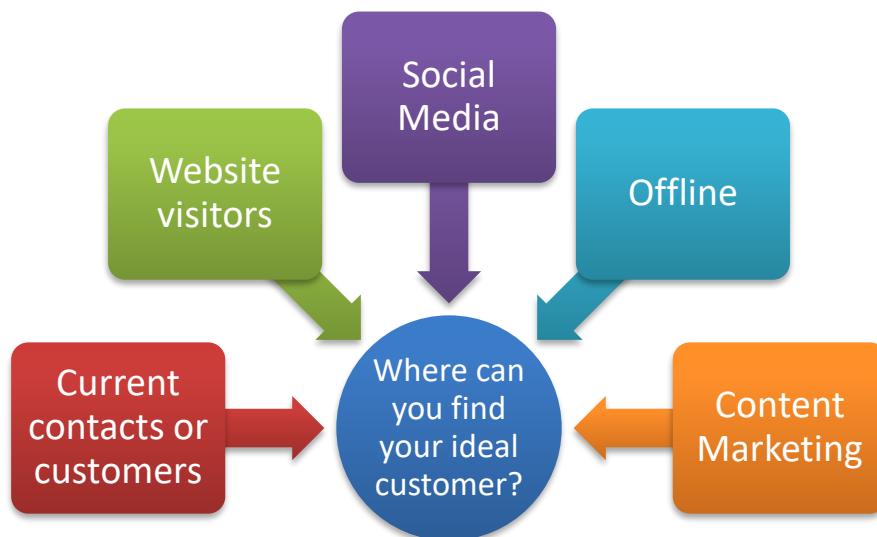 Social
Media
Website
visitors
Offline
Current
contacts or
customers
Where can
you find
your ideal
customer?
Content
Marketing